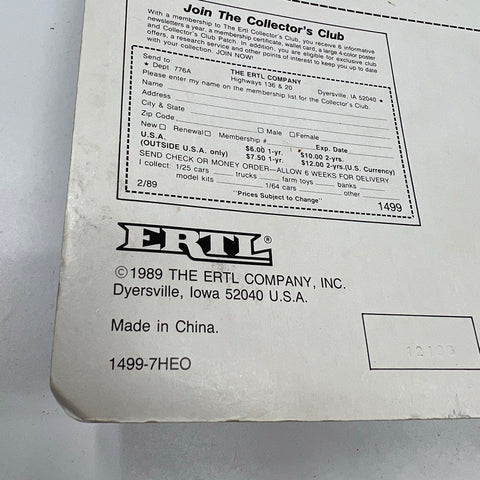 Join The Collector's Club
With a membership to The Ertl Collector's Club, you receive 6 informative
newsletters a year, a membership certificate, wallet card, a large 4-color poster
and Collector's Club Patch. In addition, you are eligible for exclusive club
offers, a research service and other points of interest to keep you up to date
with your collection. JOIN NOW!
Send to THE ERTL COMPANY
★ Dept. 776A Highways 136 & 20 Dyersville, IA 52040 ★
Please enter my name on the membership list for the Collector's Club.
Name
Address
City & State
Zip Code □ Male □ Female
New □ Renewal □ Membership # Exp. Date
U.S.A. $6.00 1-yr. $10.00 2-yrs.
(OUTSIDE U.S.A. only) $7.50 1-yr. $12.00 2-yrs. (U.S. Currency)
SEND CHECK OR MONEY ORDER—ALLOW 6 WEEKS FOR DELIVERY
I collect: 1/25 cars trucks farm toys banks
model kits 1/64 cars other
2/89 "Prices Subject to Change" 1499
ERTL®
©1989 THE ERTL COMPANY, INC.
Dyersville, Iowa 52040 U.S.A.
Made in China.
1499-7HEO